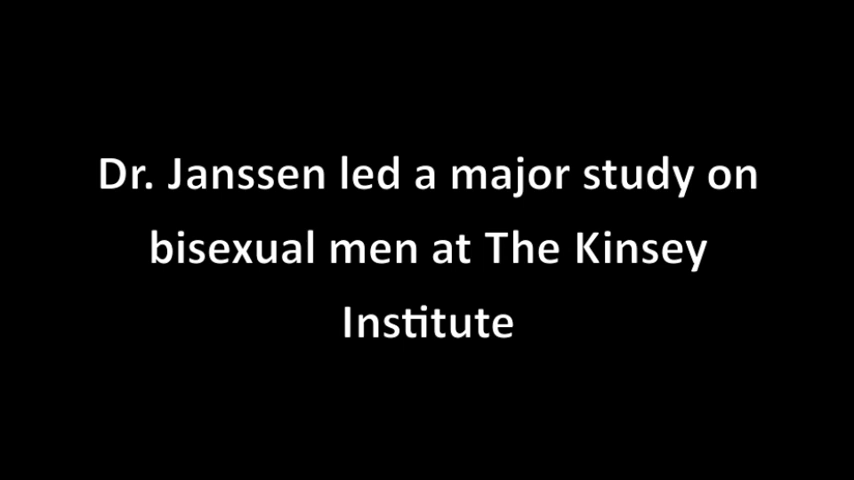 Dr. Janssen led a major study on
bisexual men at The Kinsey
Institute